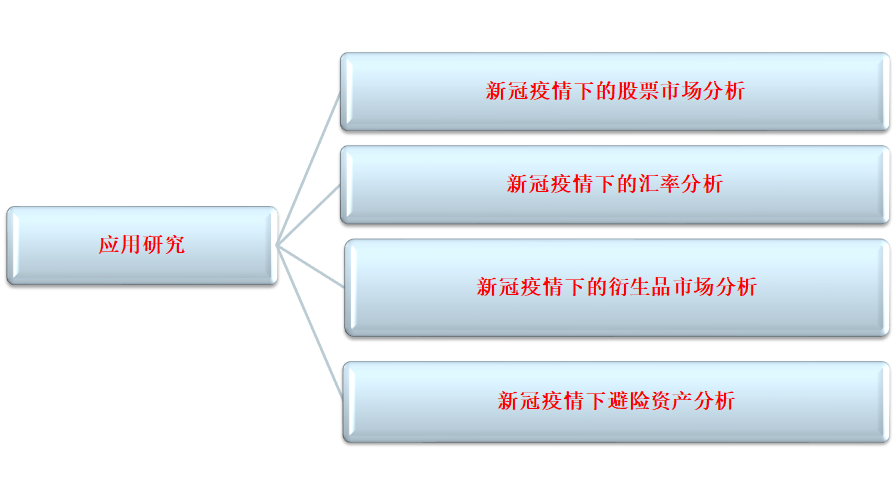 新冠疫情下的股票市场分析
新冠疫情下的汇率分析
应用研究
新冠疫情下的衍生品市场分析
新冠疫情下避险资产分析